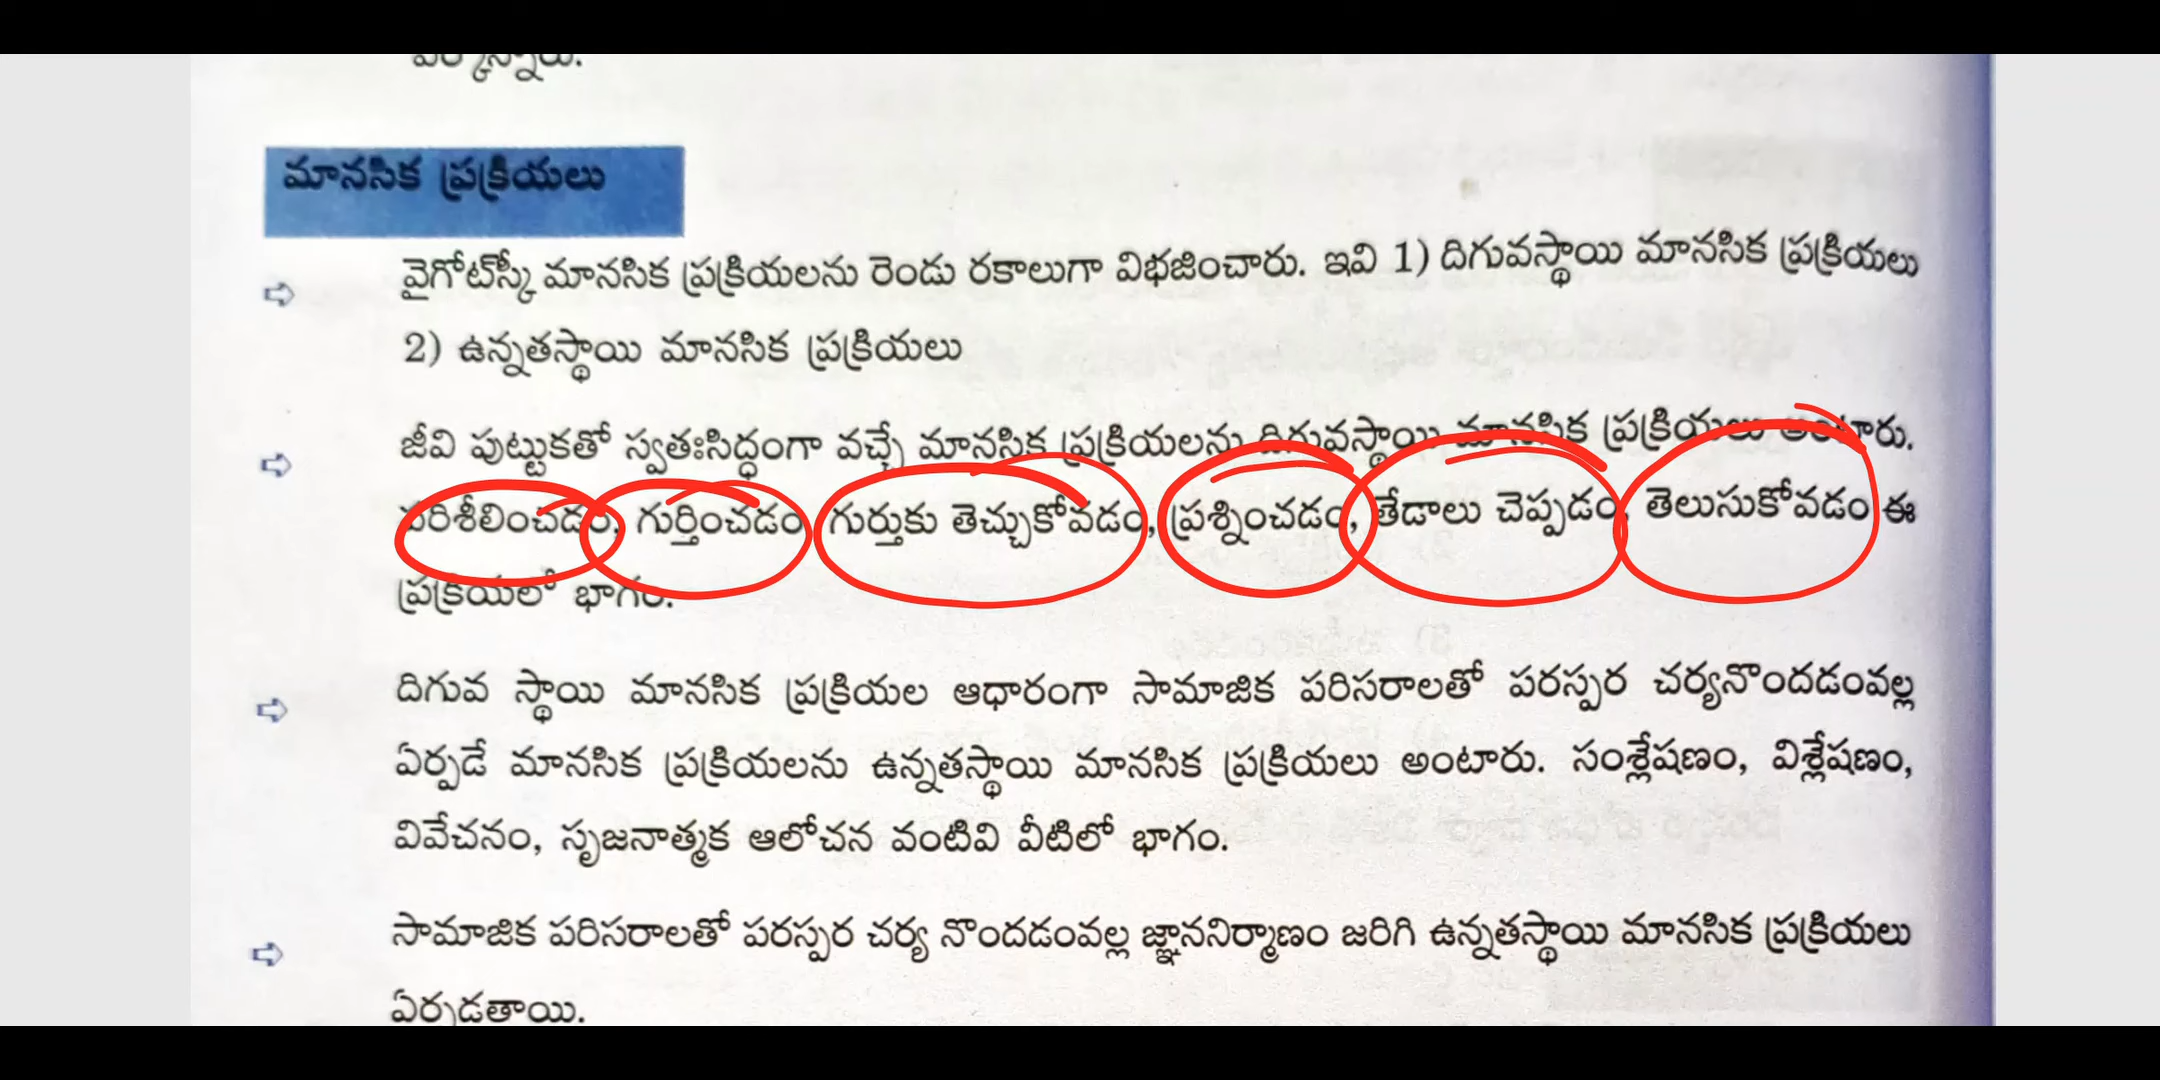 పేర్కొన్నారు.
మానసిక ప్రక్రియలు
వైగోట్‌స్కీ మానసిక ప్రక్రియలను రెండు రకాలుగా విభజించారు. ఇవి 1) దిగువస్థాయి మానసిక ప్రక్రియలు
2) ఉన్నతస్థాయి మానసిక ప్రక్రియలు
జీవి పుట్టుకతో స్వతఃసిద్ధంగా వచ్చే మానసిక ప్రక్రియలను దిగువస్థాయి మానసిక ప్రక్రియలు అంటారు.
పరిశీలించడం, గుర్తించడం, గుర్తుకు తెచ్చుకోవడం, ప్రశ్నించడం, తేడాలు చెప్పడం, తెలుసుకోవడం ఈ
ప్రక్రియలో భాగం.
దిగువ స్థాయి మానసిక ప్రక్రియల ఆధారంగా సామాజిక పరిసరాలతో పరస్పర చర్యనొందడంవల్ల
ఏర్పడే మానసిక ప్రక్రియలను ఉన్నతస్థాయి మానసిక ప్రక్రియలు అంటారు. సంశ్లేషణం, విశ్లేషణం,
వివేచనం, సృజనాత్మక ఆలోచన వంటివి వీటిలో భాగం.
సామాజిక పరిసరాలతో పరస్పర చర్య నొందడంవల్ల జ్ఞాననిర్మాణం జరిగి ఉన్నతస్థాయి మానసిక ప్రక్రియలు
ఏర్పడతాయి.